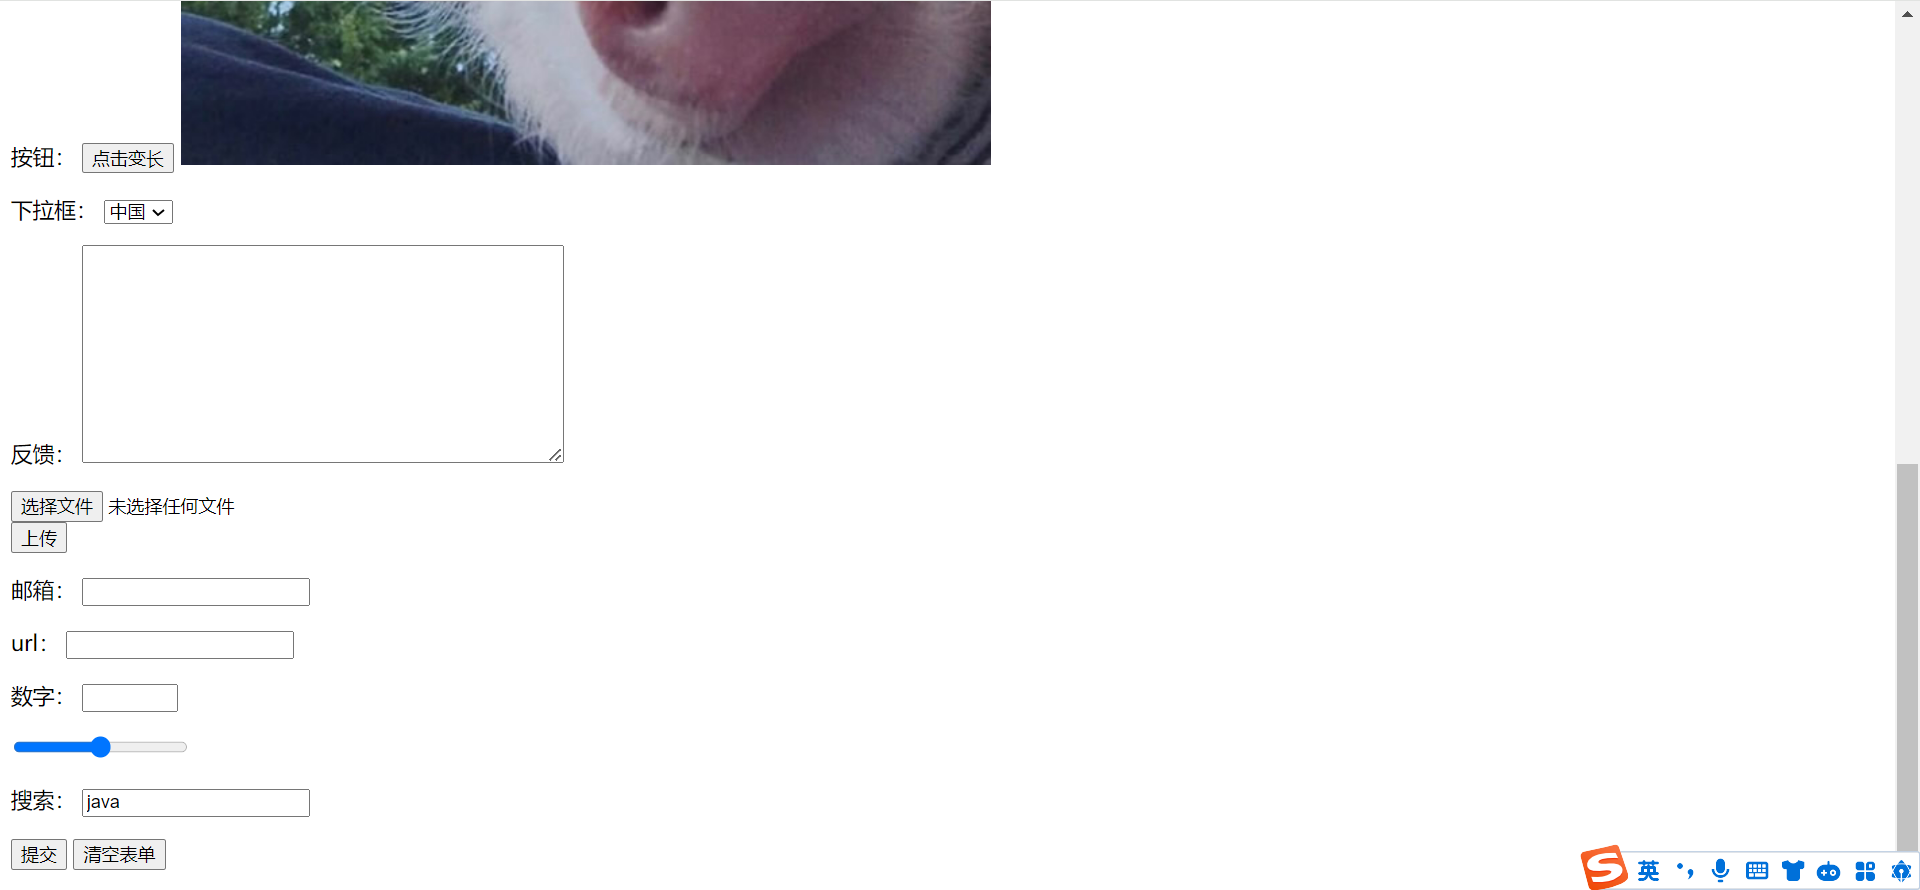 按钮： 点击变长
下拉框： 中国
反馈：
选择文件 未选择任何文件
上传
邮箱：
url：
数字：
搜索： java
提交 清空表单
S 英